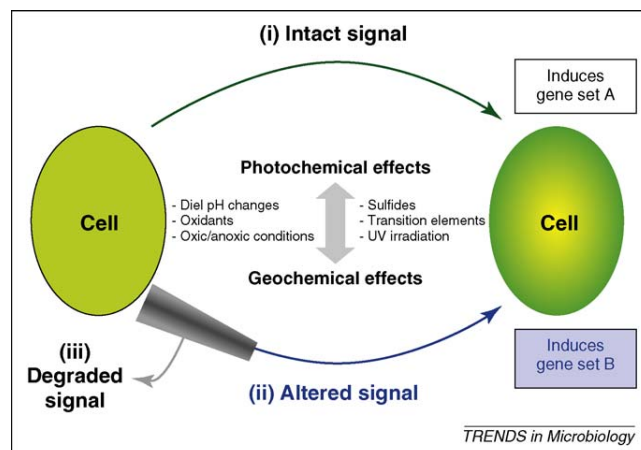 (i) Intact signal
Induces
gene set A
Photochemical effects
Cell
- Diel pH changes
- Oxidants
- Oxic/anoxic conditions
- Sulfides
- Transition elements
- UV irradiation
Cell
Geochemical effects
(iii)
Degraded
signal
(ii) Altered signal
Induces
gene set B
TRENDS in Microbiology